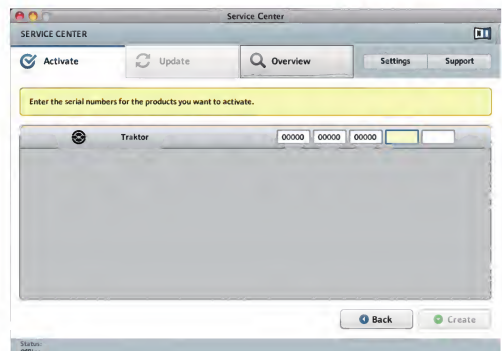 Service Center
SERVICE CENTER
Activate Update Overview Settings Support
Enter the serial numbers for the products you want to activate.
Traktor 00000 00000 00000
Back Create
Status: